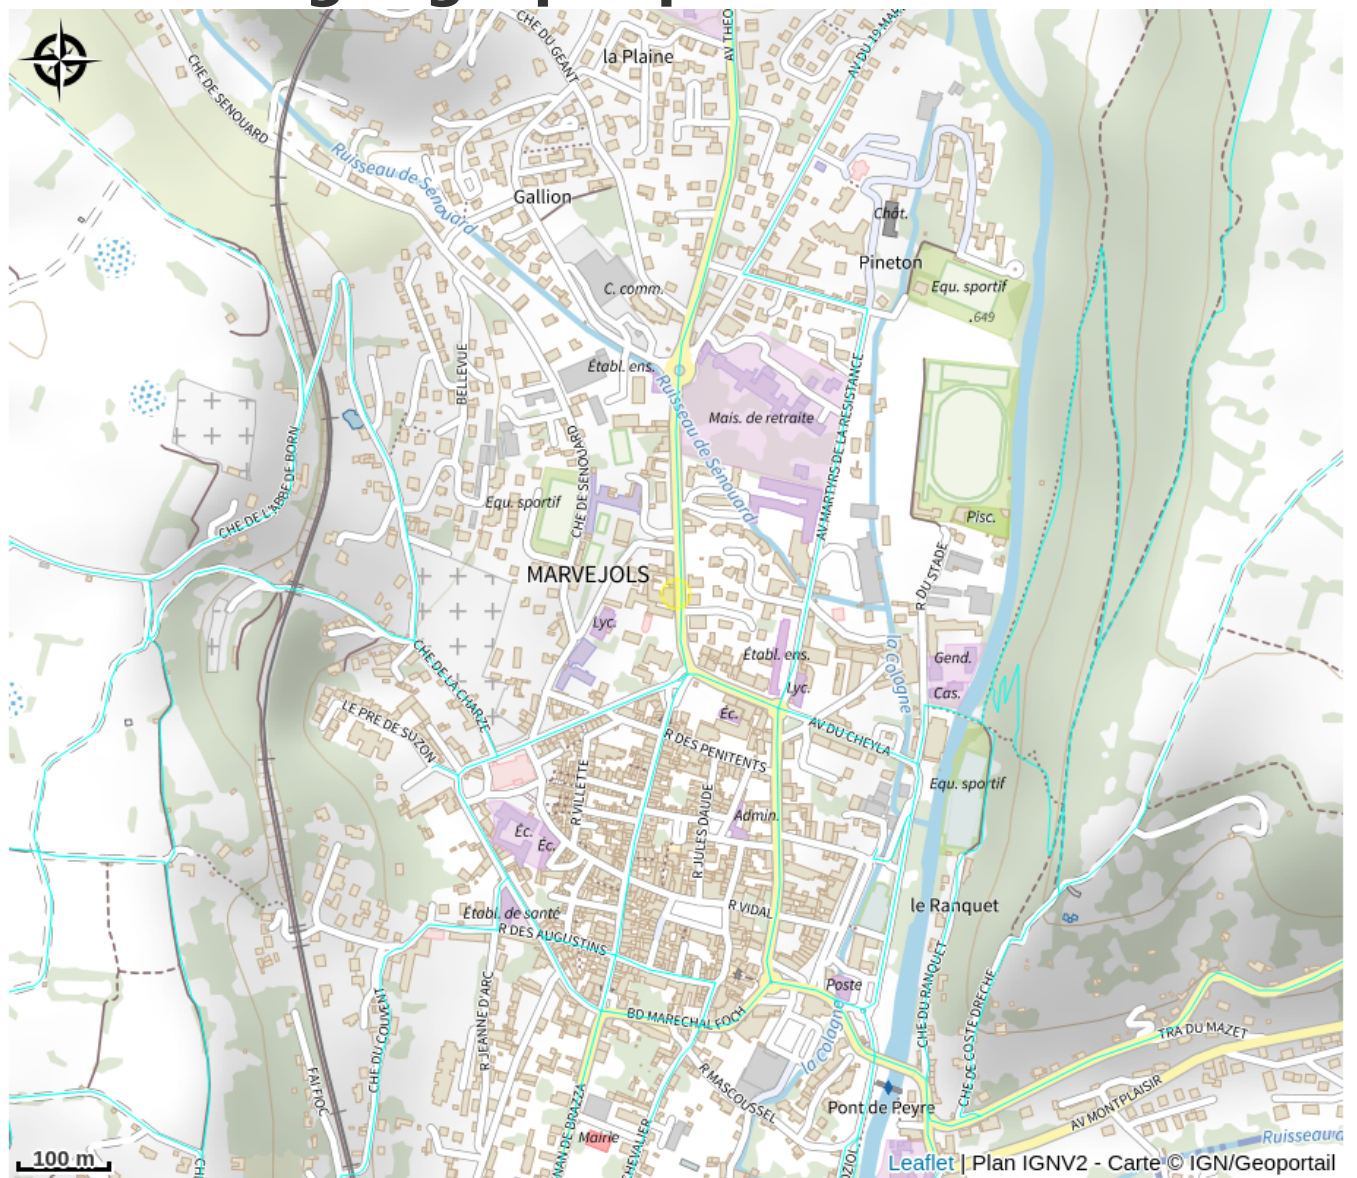 CHE DU GEANT
la Plaine
AV THEO
AV DU 19 MAR
CHE DE SENOUARD
Ruisseau de Sénouard
Gallion
Chât.
Pineton
C. comm.
Equ. sportif
.649
Établ. ens.
BELLEVUE
Ruisseau de Sénouard
Mais. de retraite
AV MARTYRS DE LA RESISTANCE
CHE DE L'ABBE DE BORN
CHE DE SENOUARD
Equ. sportif
Pisc.
MARVEJOLS
R DU STADE
Lyc.
Établ. ens.
la Colagne
Gend.
Cas.
Lyc.
CHE DE LA CHARZE
LE PRE DE SUZON
Éc.
R DES PENITENTS
AV DU CHEYLA
R VILLETTE
R JULES DAUDE
Equ. sportif
Admin.
Éc.
Éc.
R VIDAL
le Ranquet
Établ. de santé
R DES AUGUSTINS
Poste
CHE DU RANQUET
CHE DE COSTE DRECHE
CHE DU COUVENT
R JEANNE D'ARC
BD MARECHAL FOCH
la Colagne
TRA DU MAZET
R MASCOUSSEL
AV MONTPLAISIR
Pont de Peyre
Mairie
CHEVALIER
Ruisseau d
100 m
Leaflet | Plan IGNV2 - Carte © IGN/Geoportail